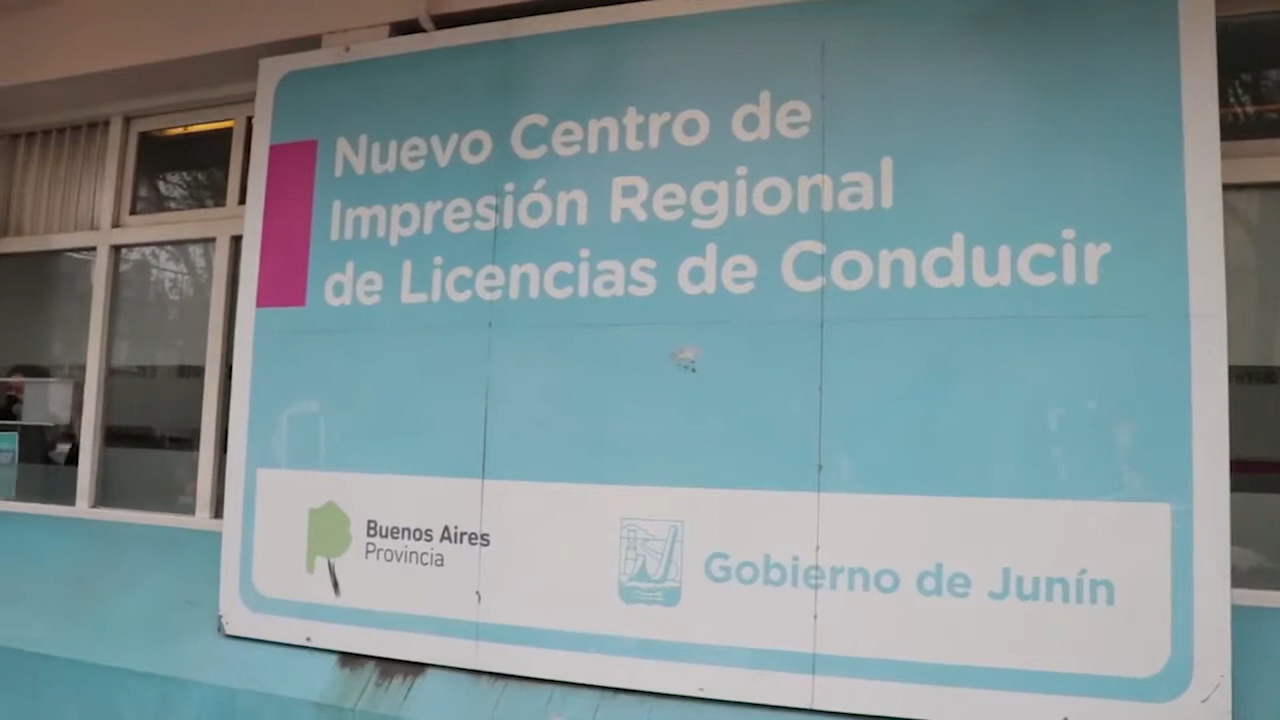 Nuevo Centro de
Impresión Regional
de Licencias de Conducir
Buenos Aires
Provincia
Gobierno de Junín